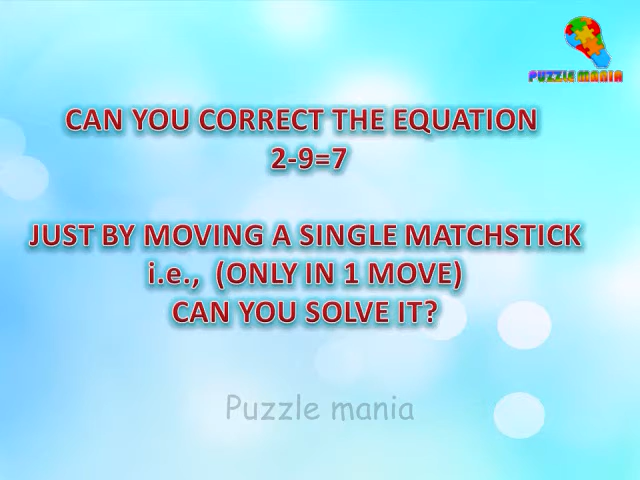 PUZZLE MANIA
CAN YOU CORRECT THE EQUATION
2-9=7
JUST BY MOVING A SINGLE MATCHSTICK
i.e., (ONLY IN 1 MOVE)
CAN YOU SOLVE IT?
Puzzle mania